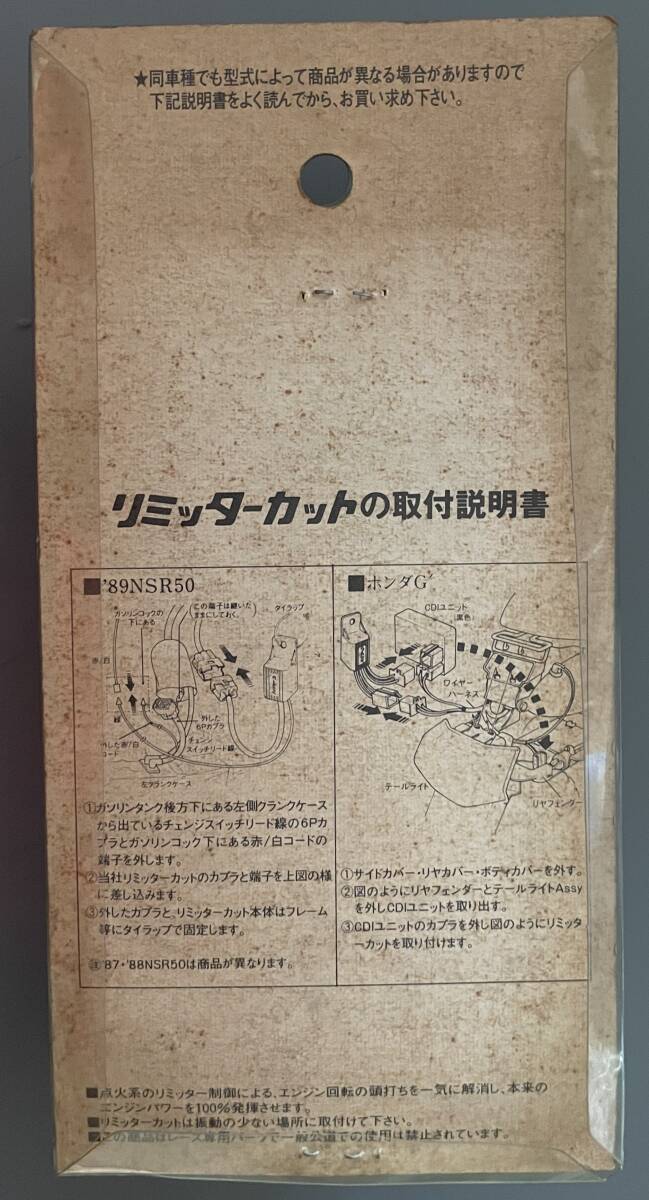 ★同車種でも型式によって商品が異なる場合がありますので
下記説明書をよく読んでから、お買い求め下さい。
リミッターカットの取付説明書
■'89NSR50
ガソリンコックの
下にある
(この端子は継いだ
ままにしておく。)
タイラップ
赤/白
緑
外した
6Pカプラ
外した赤/白
コード
チェンジ
スイッチリード線
左クランクケース
①ガソリンタンク後方下にある左側クランクケース
から出ているチェンジスイッチリード線の6Pカ
プラとガソリンコック下にある赤/白コードの
端子を外します。
②当社リミッターカットのカプラと端子を上図の様
に差し込みます。
③外したカプラと、リミッターカット本体はフレーム
等にタイラップで固定します。
注'87・'88NSR50は商品が異なります。
■ホンダG'
CDIユニット
(黒色)
ワイヤー
ハーネス
テールライト
リヤフェンダー
①サイドカバー・リヤカバー・ボディカバーを外す。
②図のようにリヤフェンダーとテールライトAssy
を外しCDIユニットを取り出す。
③CDIユニットのカプラを外し図のようにリミッタ
ーカットを取り付けます。
■点火系のリミッター制御による、エンジン回転の頭打ちを一気に解消し、本来の
エンジンパワーを100%発揮させます。
■リミッターカットは振動の少ない場所に取付けて下さい。
■この商品はレース専用パーツで一般公道での使用は禁止されています。